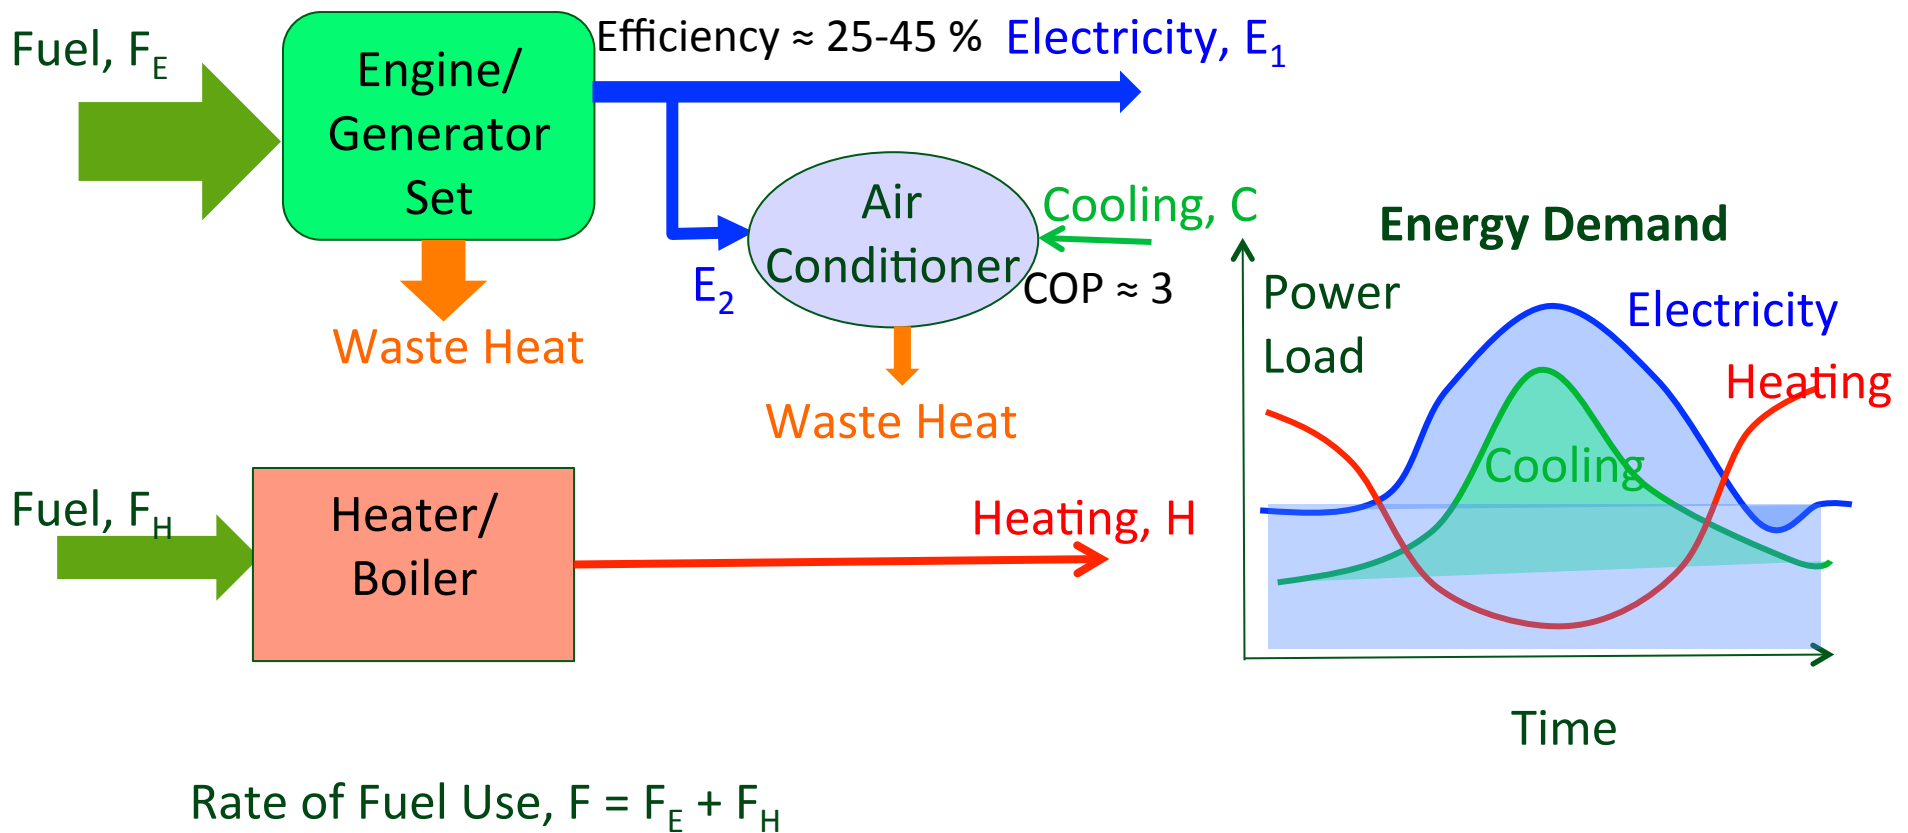 Fuel, F_E
Engine/
Generator
Set
Efficiency ≈ 25-45 %
Electricity, E_1
Waste Heat
E_2
Air
Conditioner
Cooling, C
COP ≈ 3
Waste Heat
Fuel, F_H
Heater/
Boiler
Heating, H
Rate of Fuel Use, F = F_E + F_H
Energy Demand
Power
Load
Electricity
Heating
Cooling
Time